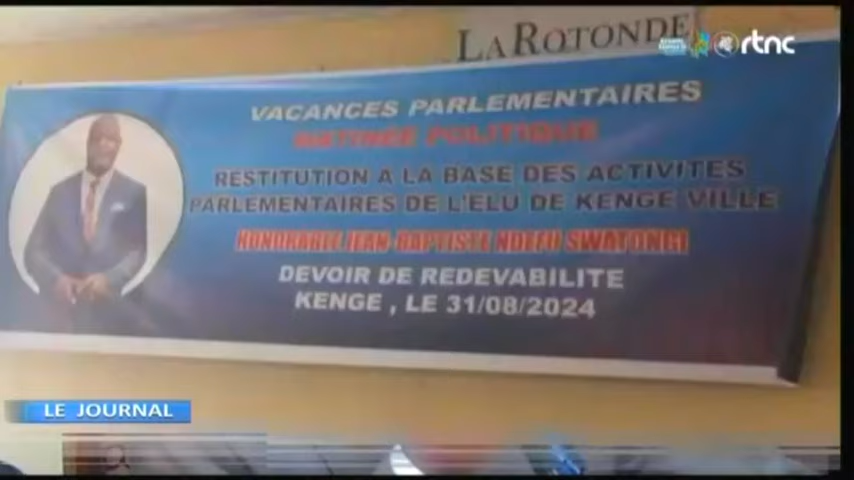 LA ROTONDE
rtnc
VACANCES PARLEMENTAIRES
MATINEE POLITIQUE
RESTITUTION A LA BASE DES ACTIVITES
PARLEMENTAIRES DE L'ELU DE KENGE VILLE
HONORABLE JEAN-BAPTISTE NDEFU SWATONGI
DEVOIR DE REDEVABILITE
KENGE , LE 31/08/2024
LE JOURNAL